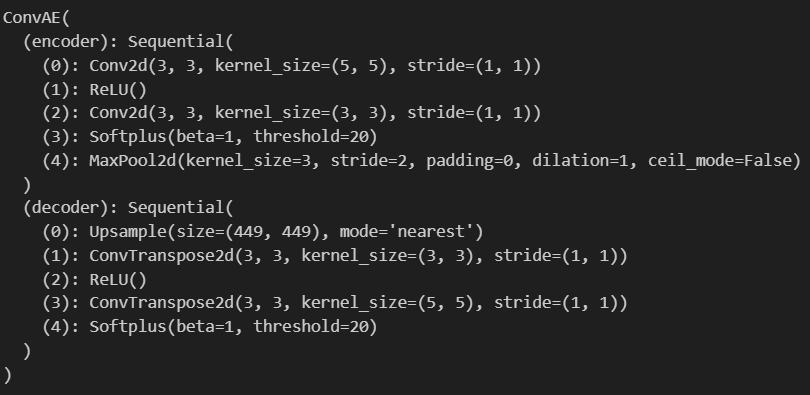 ConvAE(
  (encoder): Sequential(
    (0): Conv2d(3, 3, kernel_size=(5, 5), stride=(1, 1))
    (1): ReLU()
    (2): Conv2d(3, 3, kernel_size=(3, 3), stride=(1, 1))
    (3): Softplus(beta=1, threshold=20)
    (4): MaxPool2d(kernel_size=3, stride=2, padding=0, dilation=1, ceil_mode=False)
  )
  (decoder): Sequential(
    (0): Upsample(size=(449, 449), mode='nearest')
    (1): ConvTranspose2d(3, 3, kernel_size=(3, 3), stride=(1, 1))
    (2): ReLU()
    (3): ConvTranspose2d(3, 3, kernel_size=(5, 5), stride=(1, 1))
    (4): Softplus(beta=1, threshold=20)
  )
)